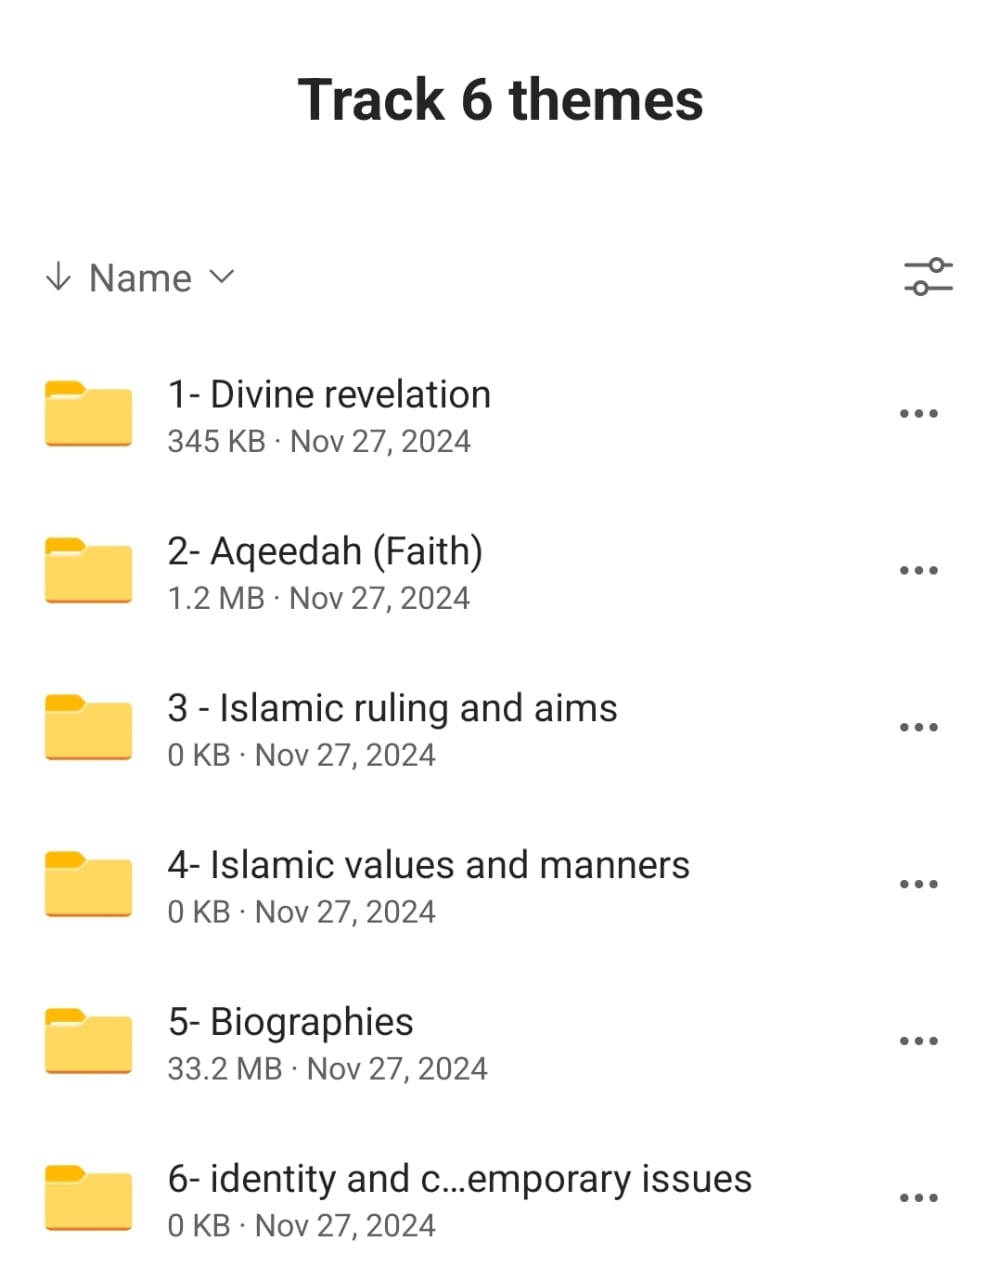 Track 6 themes
Name
1- Divine revelation
345 KB · Nov 27, 2024
2- Aqeedah (Faith)
1.2 MB · Nov 27, 2024
3 - Islamic ruling and aims
0 KB · Nov 27, 2024
4- Islamic values and manners
0 KB · Nov 27, 2024
5- Biographies
33.2 MB · Nov 27, 2024
6- identity and c...emporary issues
0 KB · Nov 27, 2024